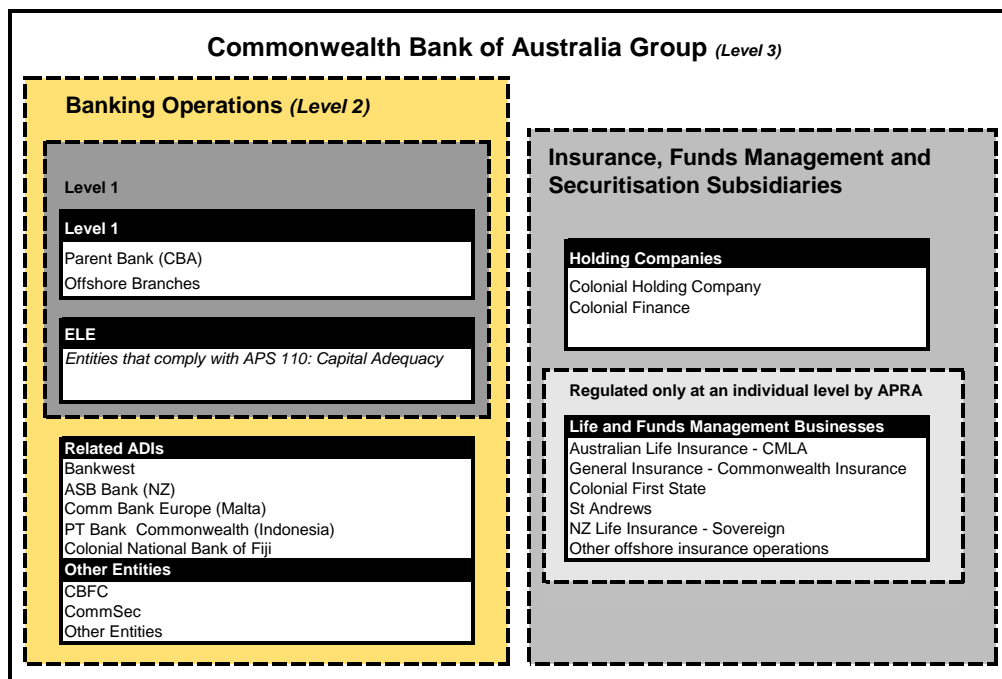 Commonwealth Bank of Australia Group (Level 3)
Banking Operations (Level 2)
Level 1
Level 1
Parent Bank (CBA)
Offshore Branches
ELE
Entities that comply with APS 110: Capital Adequacy
Related ADIs
Bankwest
ASB Bank (NZ)
Comm Bank Europe (Malta)
PT Bank Commonwealth (Indonesia)
Colonial National Bank of Fiji
Other Entities
CBFC
CommSec
Other Entities
Insurance, Funds Management and
Securitisation Subsidiaries
Holding Companies
Colonial Holding Company
Colonial Finance
Regulated only at an individual level by APRA
Life and Funds Management Businesses
Australian Life Insurance - CMLA
General Insurance - Commonwealth Insurance
Colonial First State
St Andrews
NZ Life Insurance - Sovereign
Other offshore insurance operations